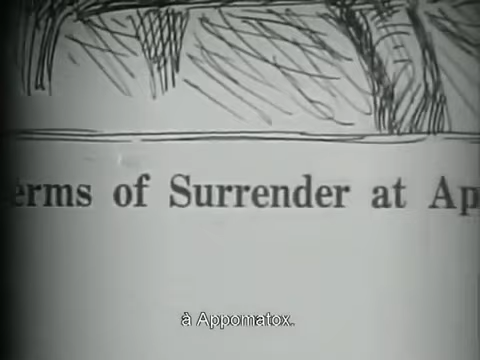 erms of Surrender at Ap
à Appomatox.